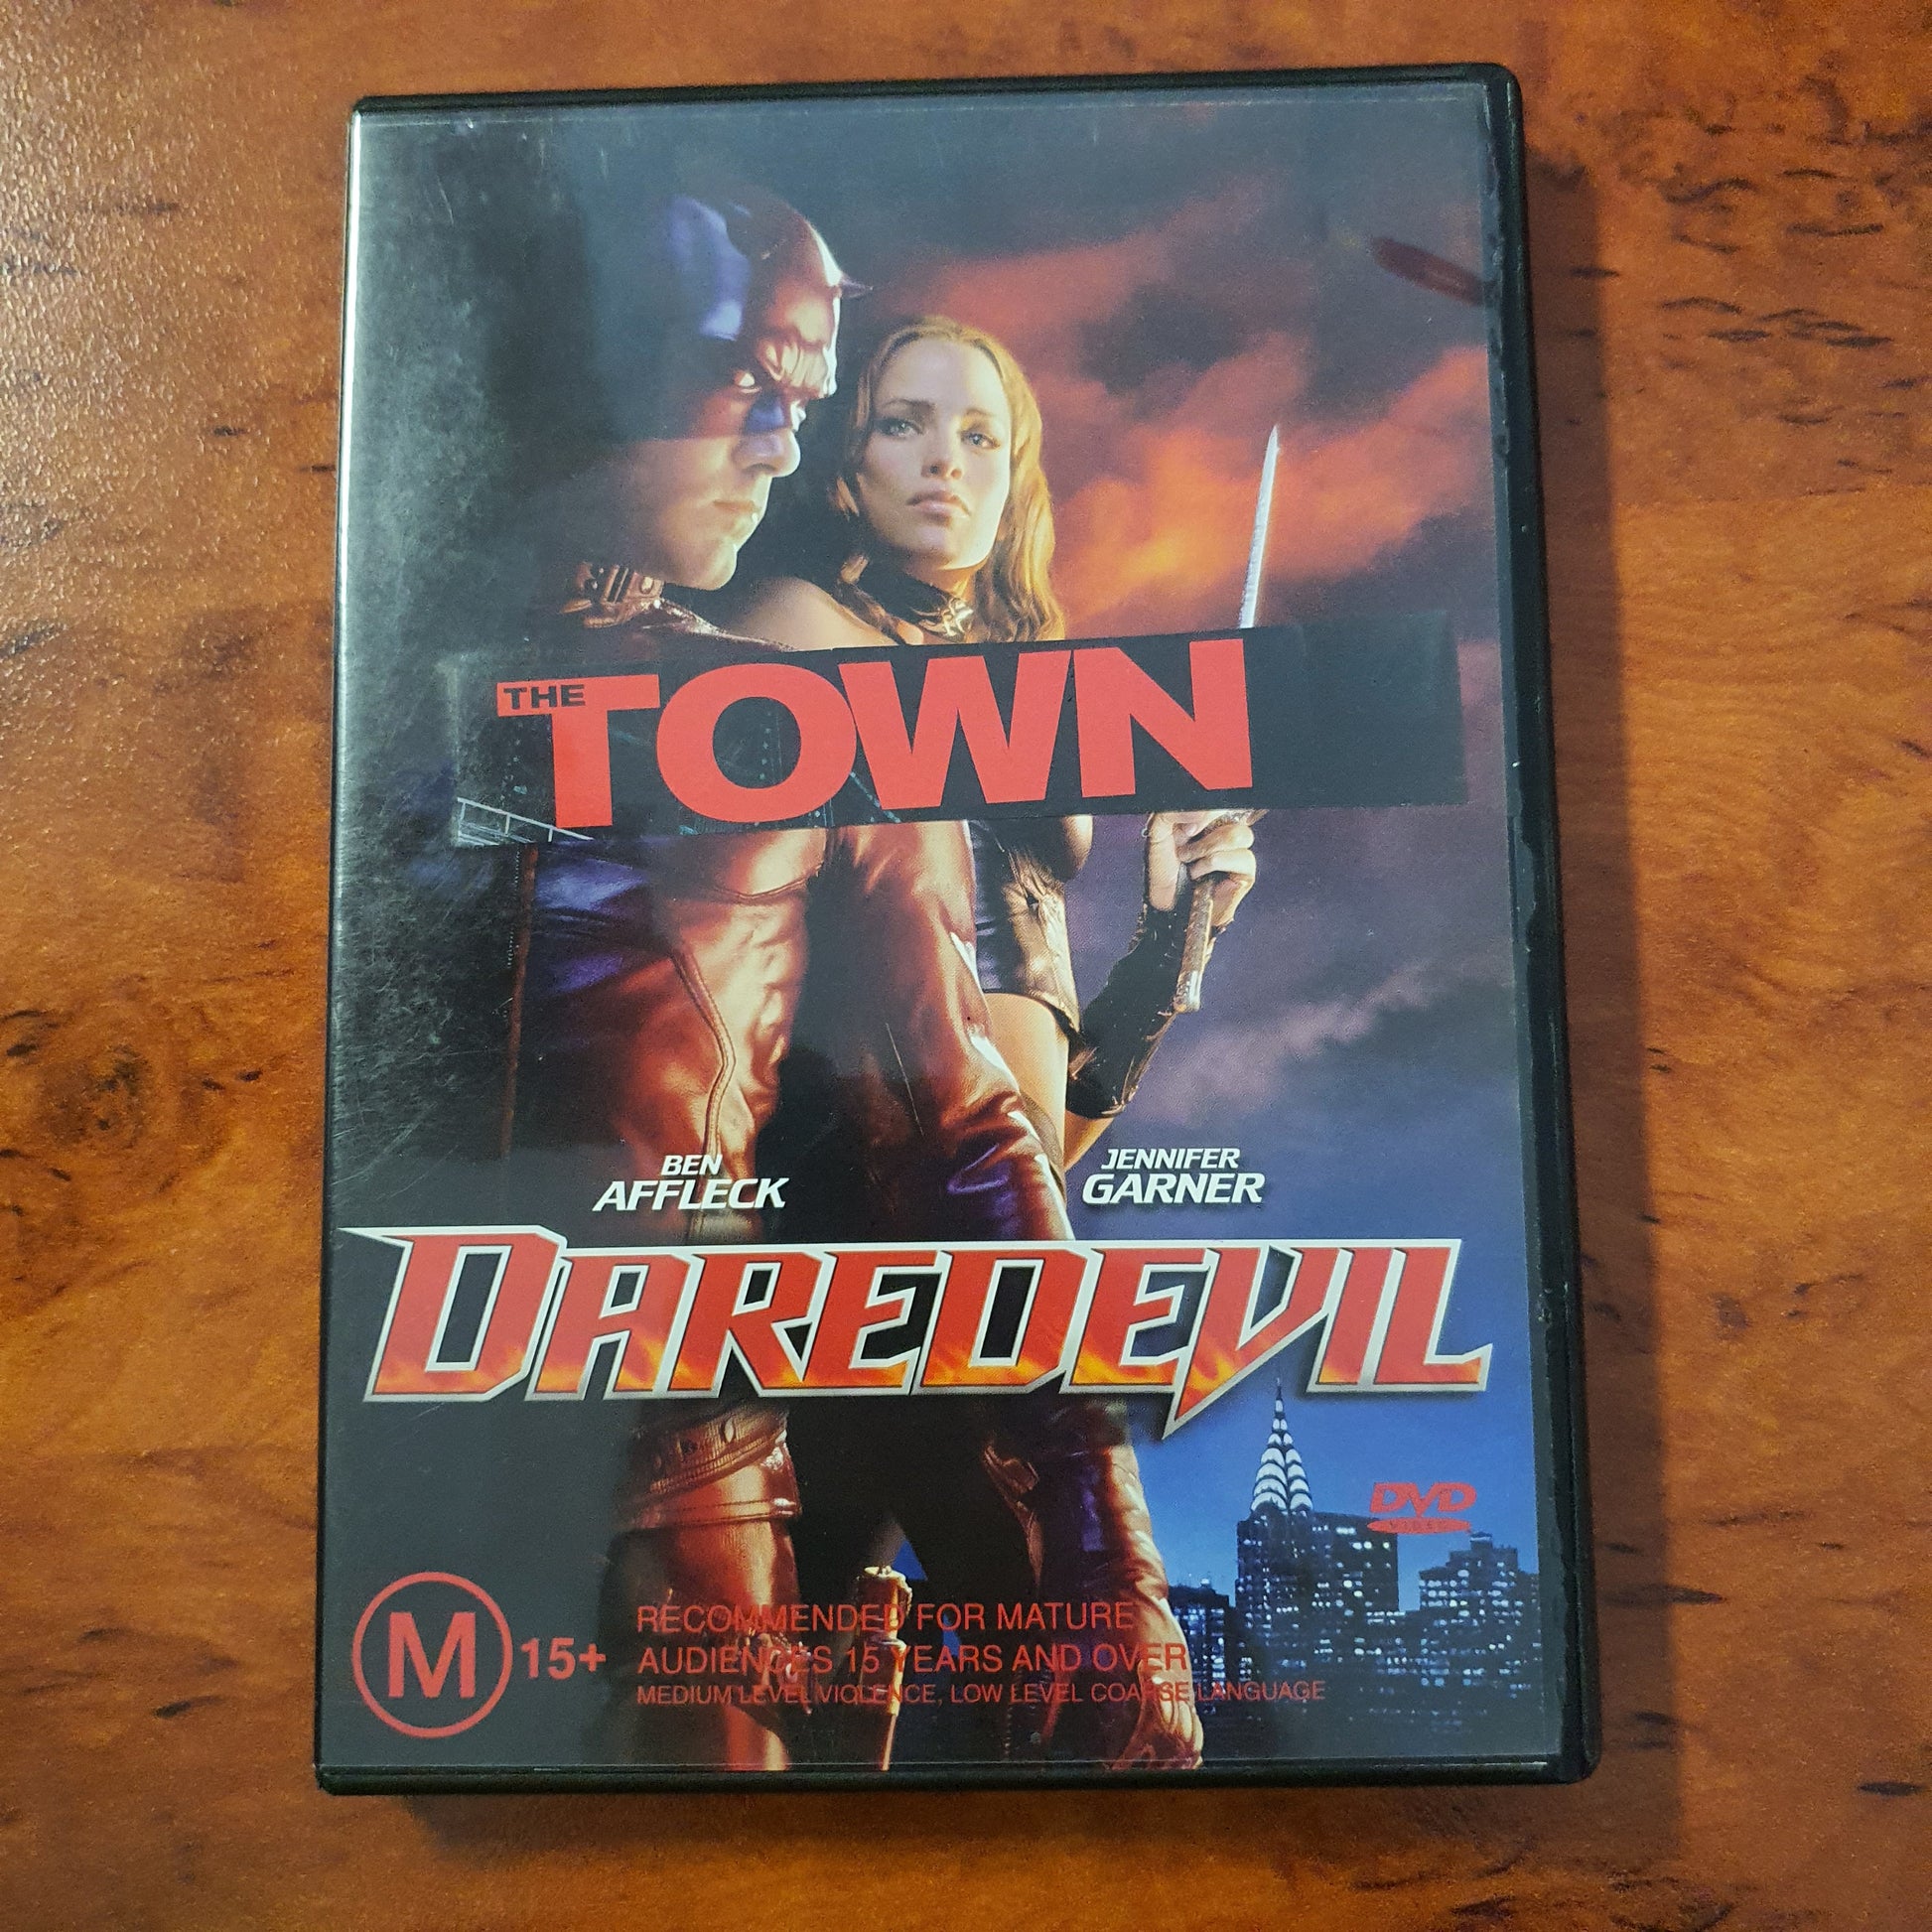 THE
TOWN
BEN
AFFLECK
JENNIFER
GARNER
DAREDEVIL
DVD
VIDEO
M 15+
RECOMMENDED FOR MATURE
AUDIENCES 15 YEARS AND OVER
MEDIUM LEVEL VIOLENCE, LOW LEVEL COARSE LANGUAGE